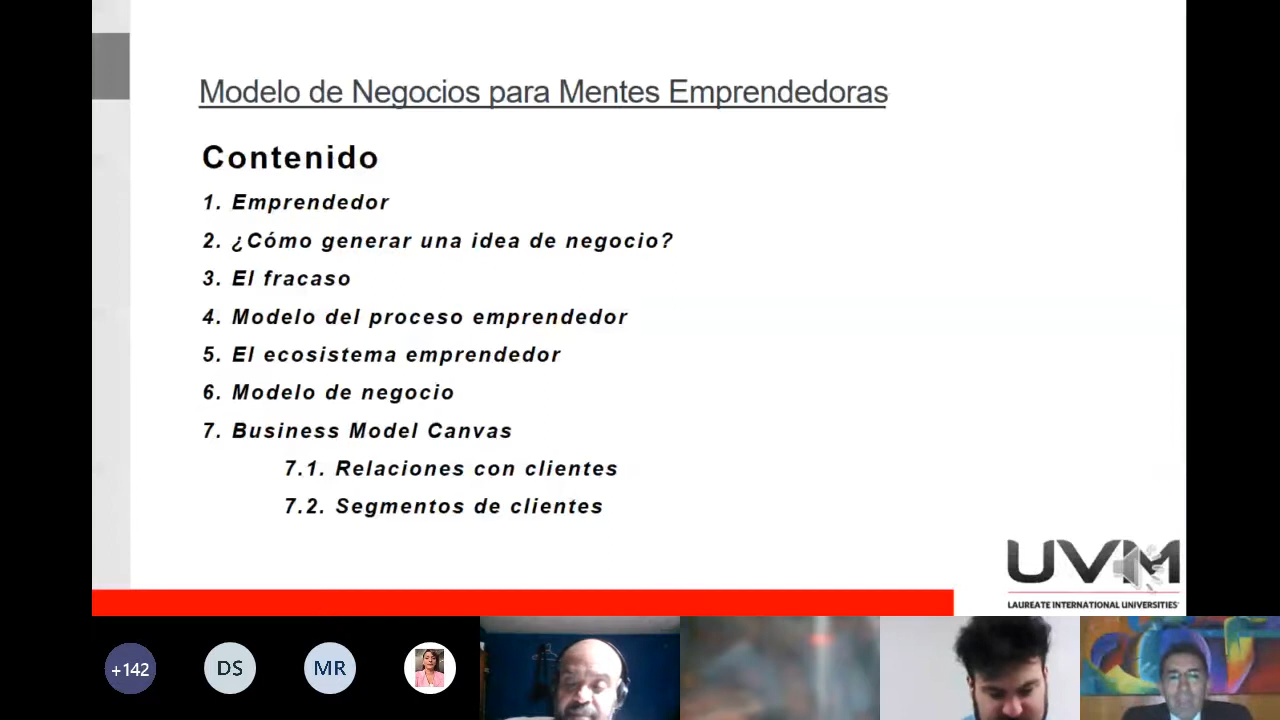 Modelo de Negocios para Mentes Emprendedoras
Contenido
1. Emprendedor
2. ¿Cómo generar una idea de negocio?
3. El fracaso
4. Modelo del proceso emprendedor
5. El ecosistema emprendedor
6. Modelo de negocio
7. Business Model Canvas
7.1. Relaciones con clientes
7.2. Segmentos de clientes
UVM
LAUREATE INTERNATIONAL UNIVERSITIES
+142
DS
MR